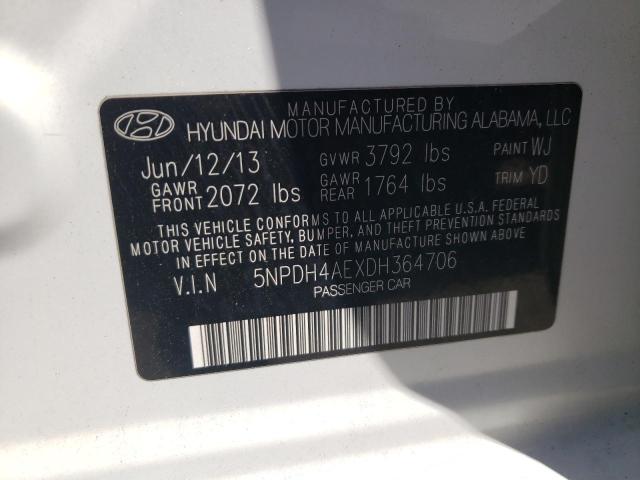 MANUFACTURED BY
HYUNDAI MOTOR MANUFACTURING ALABAMA, LLC
Jun/12/13 GVWR 3792 lbs PAINT WJ
GAWR FRONT 2072 lbs GAWR REAR 1764 lbs TRIM YD
THIS VEHICLE CONFORMS TO ALL APPLICABLE U.S.A. FEDERAL
MOTOR VEHICLE SAFETY, BUMPER, AND THEFT PREVENTION STANDARDS
IN EFFECT ON THE DATE OF MANUFACTURE SHOWN ABOVE.
V.I.N 5NPDH4AEXDH364706
PASSENGER CAR